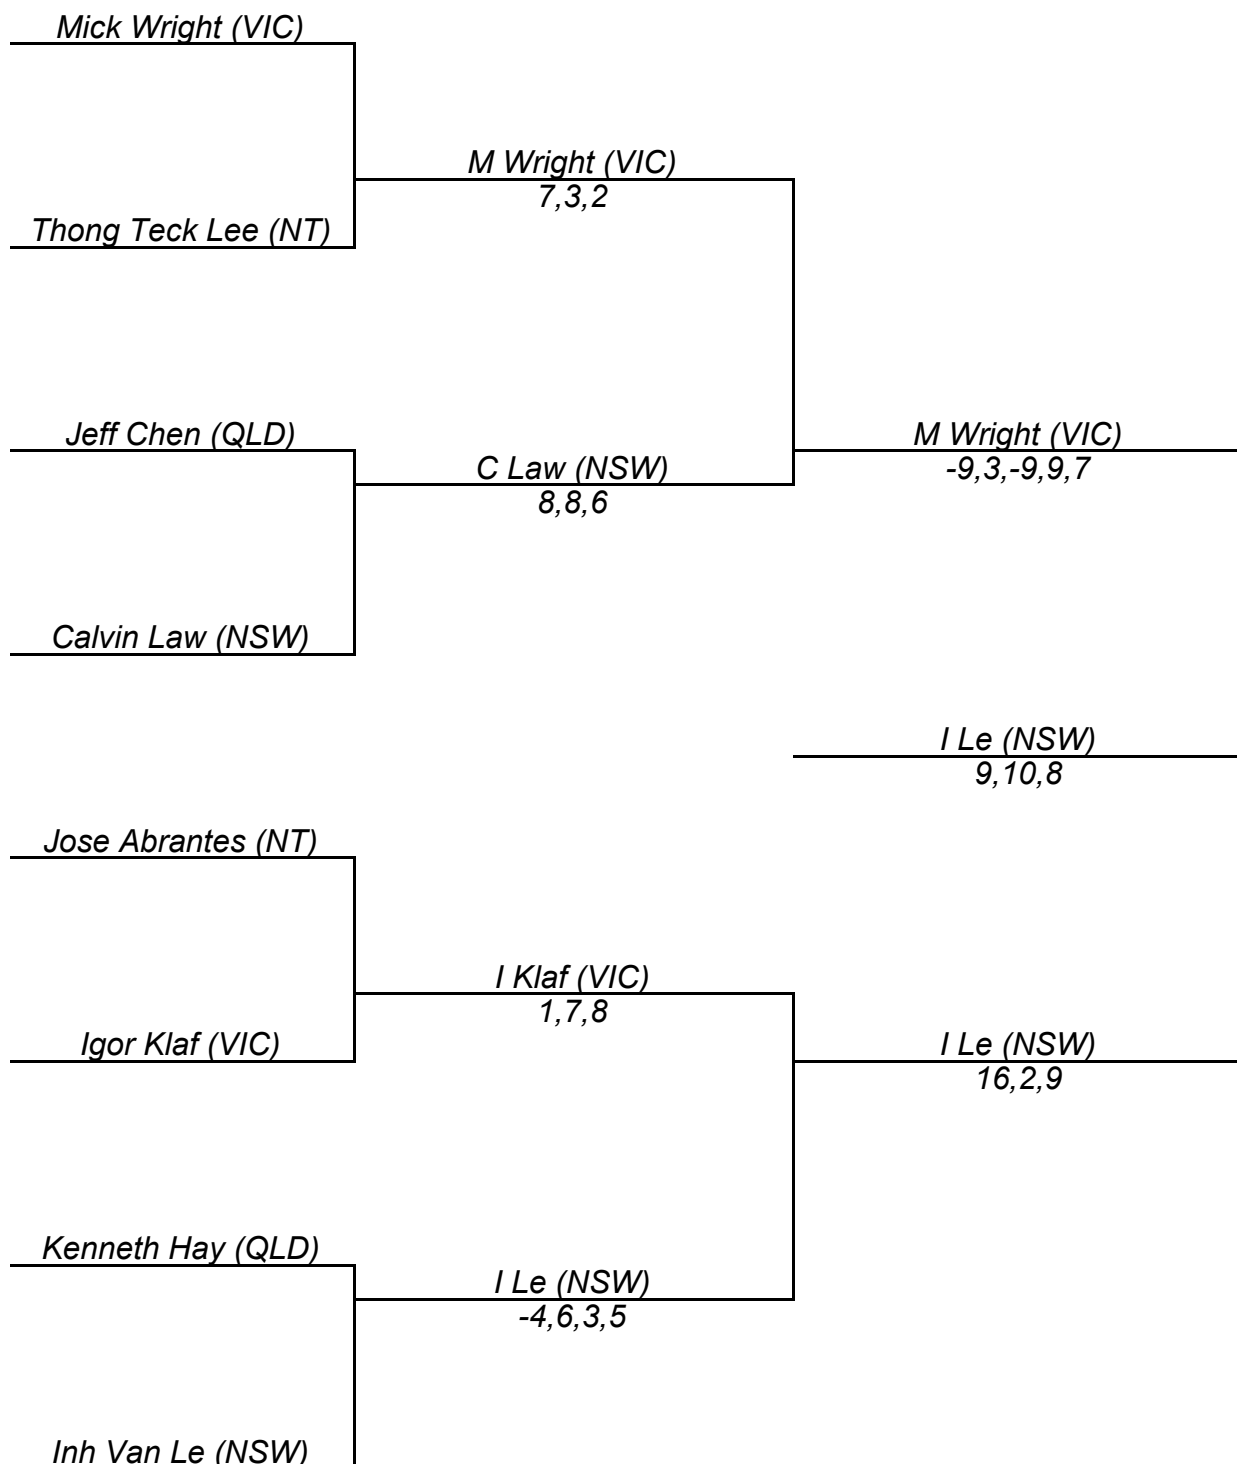 Mick Wright (VIC)
M Wright (VIC)
7,3,2
Thong Teck Lee (NT)
Jeff Chen (QLD)
M Wright (VIC)
-9,3,-9,9,7
C Law (NSW)
8,8,6
Calvin Law (NSW)
I Le (NSW)
9,10,8
Jose Abrantes (NT)
I Klaf (VIC)
1,7,8
Igor Klaf (VIC)
I Le (NSW)
16,2,9
Kenneth Hay (QLD)
I Le (NSW)
-4,6,3,5
Inh Van Le (NSW)